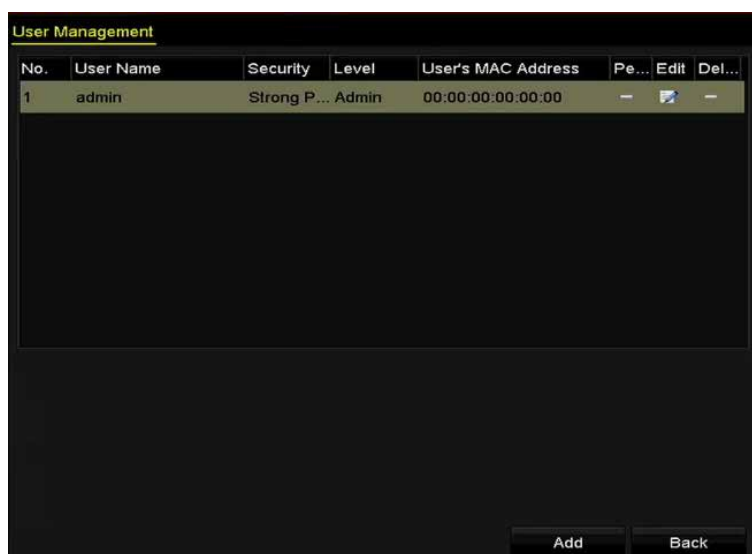 User Management
No. User Name Security Level User's MAC Address Pe... Edit Del...
1 admin Strong P... Admin 00:00:00:00:00:00 — —
Add Back